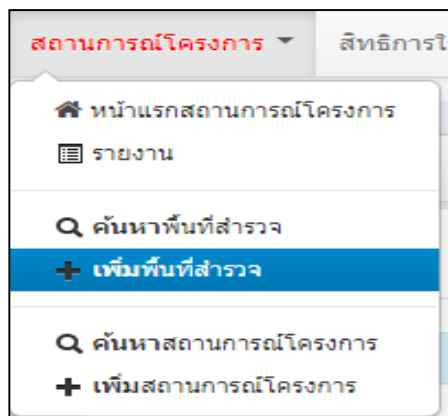 สถานการณ์โครงการ สิทธิการใ
หน้าแรกสถานการณ์โครงการ
รายงาน
ค้นหาพื้นที่สำรวจ
เพิ่มพื้นที่สำรวจ
ค้นหาสถานการณ์โครงการ
เพิ่มสถานการณ์โครงการ